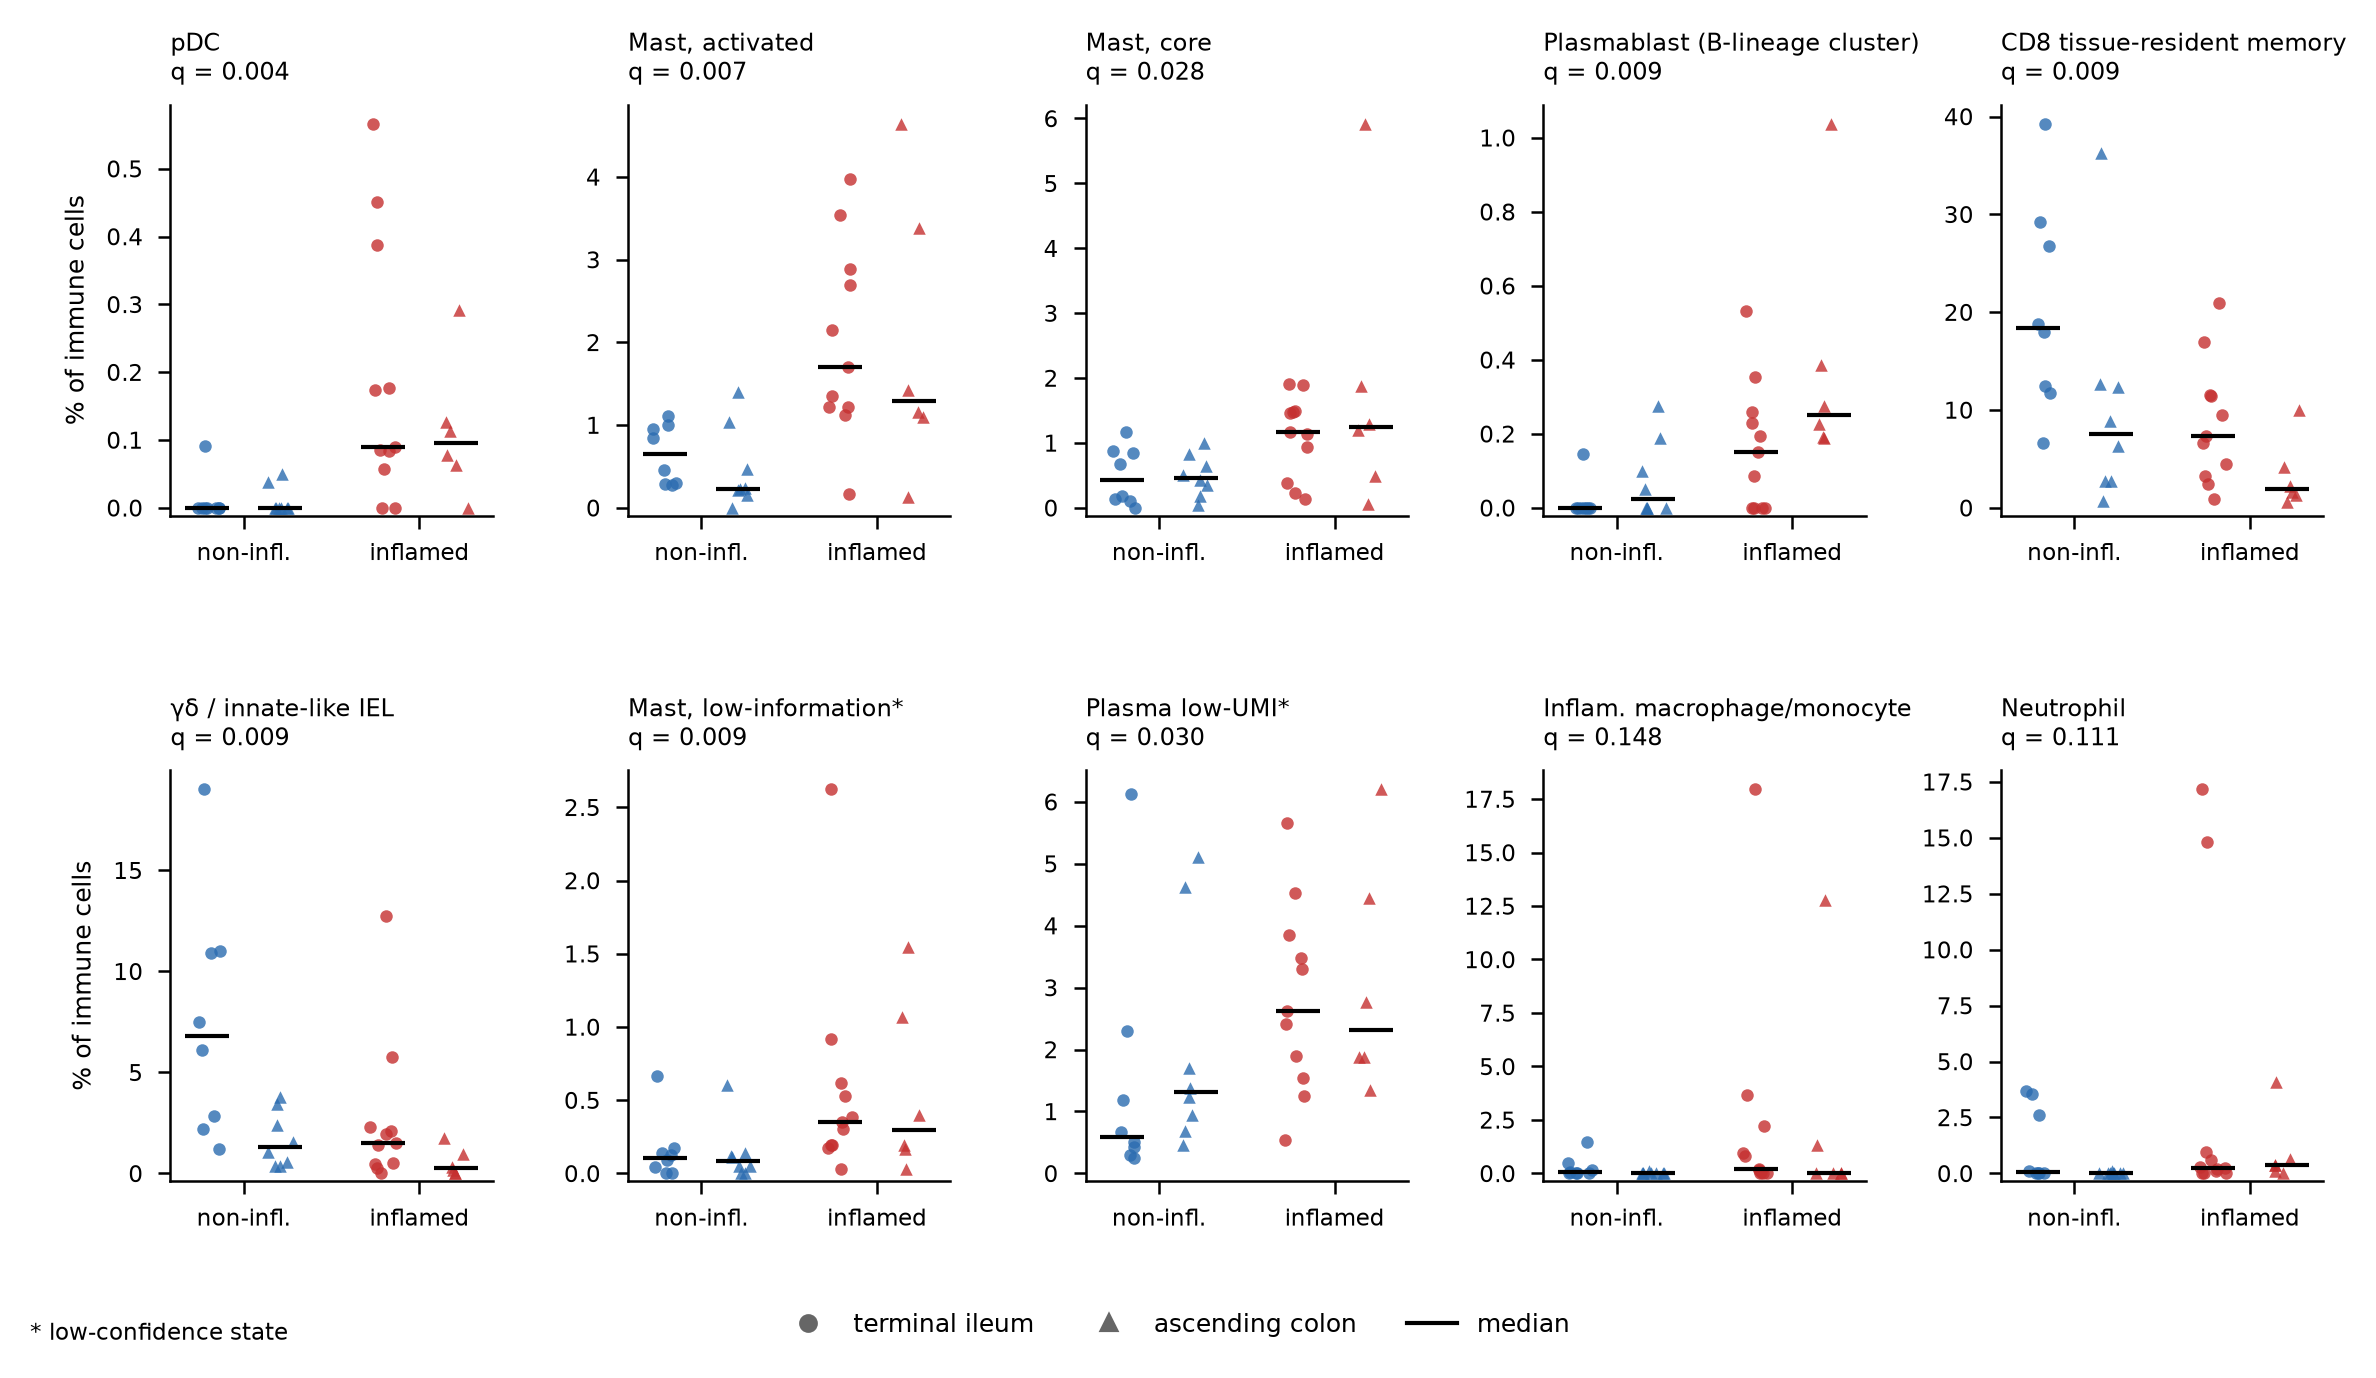 pDC
q = 0.004
Mast, activated
q = 0.007
Mast, core
q = 0.028
Plasmablast (B-lineage cluster)
q = 0.009
CD8 tissue-resident memory
q = 0.009
% of immune cells
0.5
0.4
0.3
0.2
0.1
0.0
non-infl.
inflamed
4
3
2
1
0
non-infl.
inflamed
6
5
4
3
2
1
0
non-infl.
inflamed
1.0
0.8
0.6
0.4
0.2
0.0
non-infl.
inflamed
40
30
20
10
0
non-infl.
inflamed
γδ / innate-like IEL
q = 0.009
Mast, low-information*
q = 0.009
Plasma low-UMI*
q = 0.030
Inflam. macrophage/monocyte
q = 0.148
Neutrophil
q = 0.111
% of immune cells
15
10
5
0
non-infl.
inflamed
2.5
2.0
1.5
1.0
0.5
0.0
non-infl.
inflamed
6
5
4
3
2
1
0
non-infl.
inflamed
17.5
15.0
12.5
10.0
7.5
5.0
2.5
0.0
non-infl.
inflamed
17.5
15.0
12.5
10.0
7.5
5.0
2.5
0.0
non-infl.
inflamed
* low-confidence state
terminal ileum
ascending colon
median